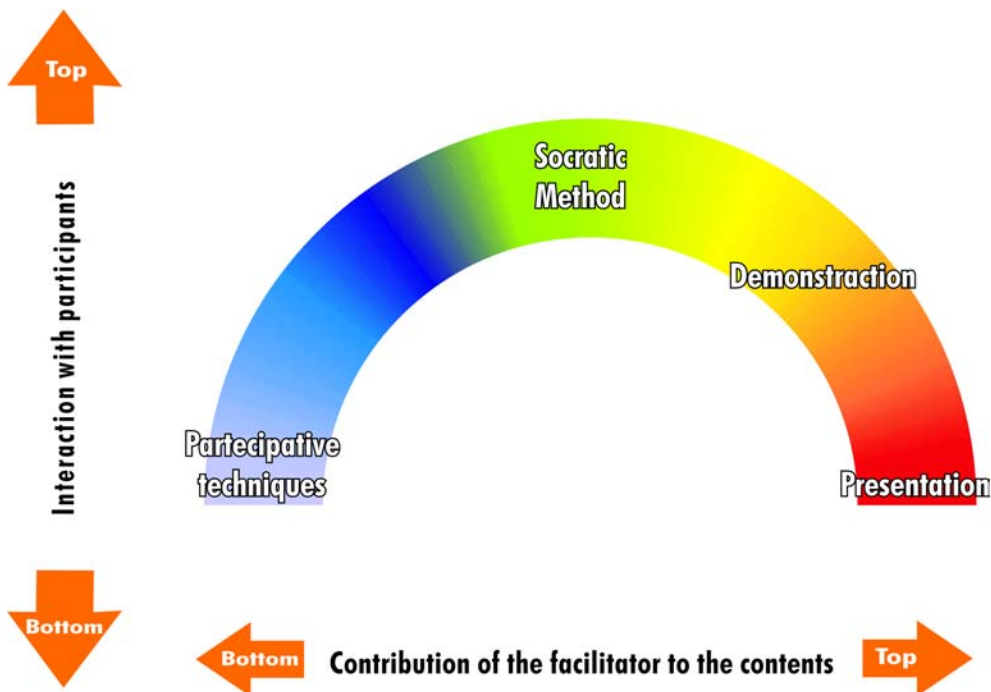 Top
Interaction with participants
Bottom
Socratic
Method
Demonstraction
Partecipative
techniques
Presentation
Bottom
Contribution of the facilitator to the contents
Top